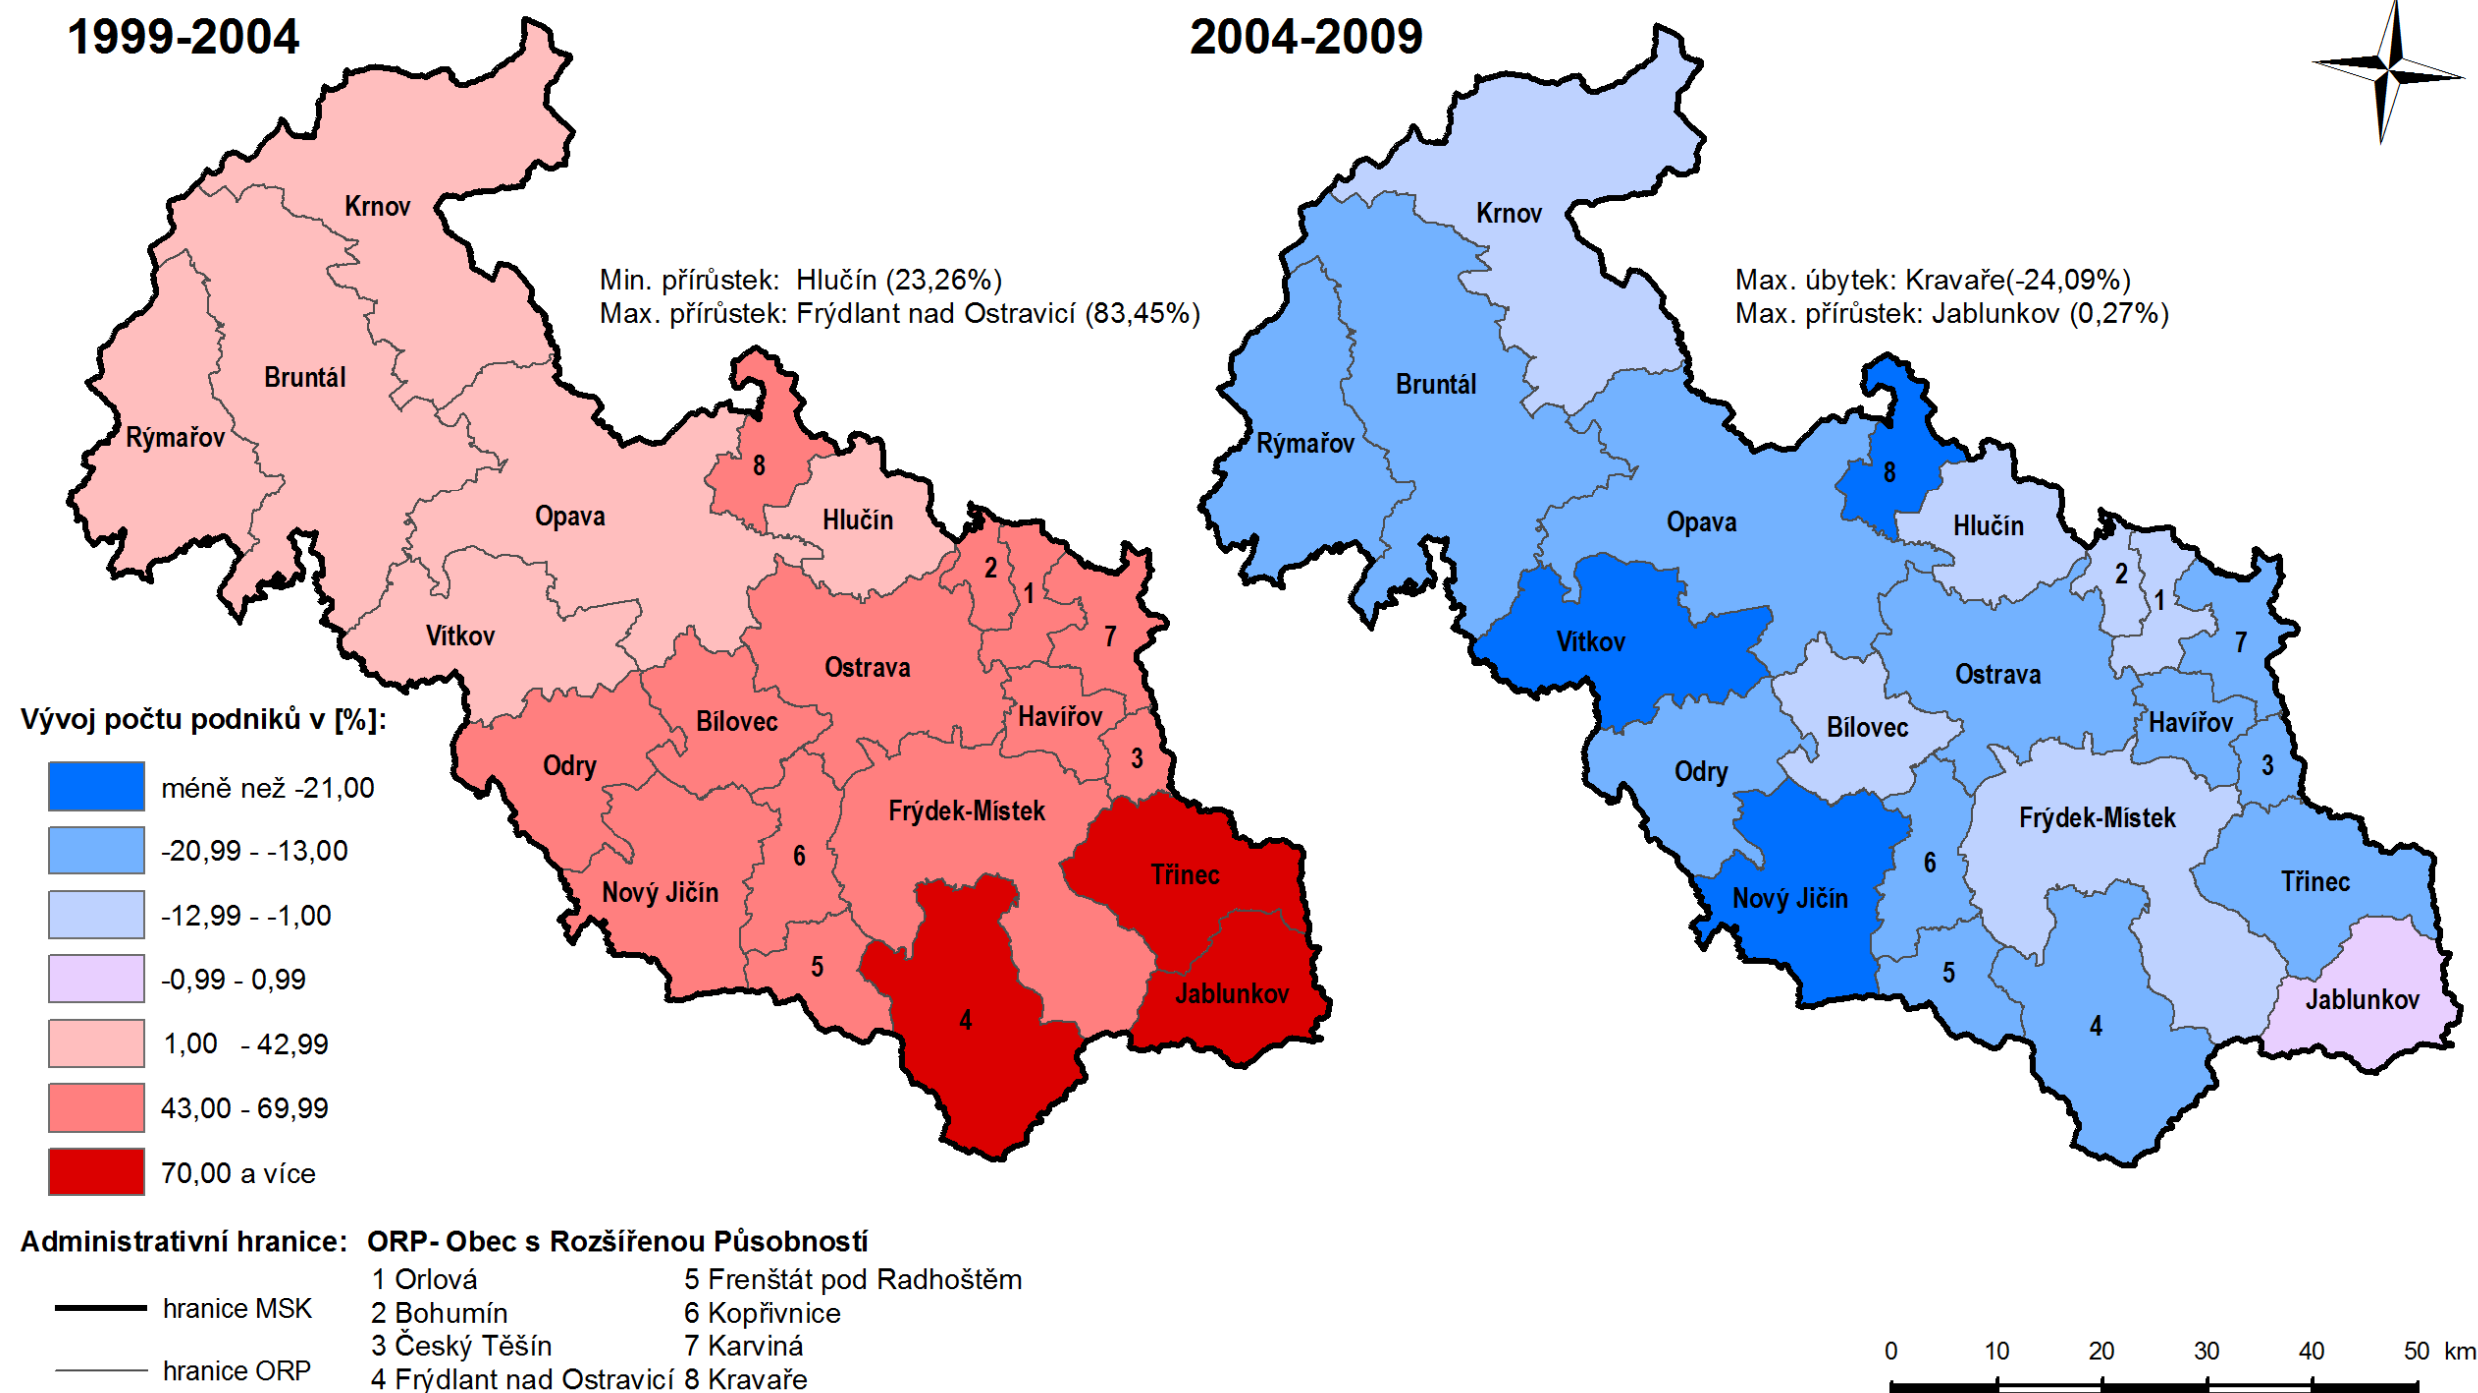 1999-2004
2004-2009
Krnov
Min. přírůstek: Hlučín (23,26%)
Max. přírůstek: Frýdlant nad Ostravicí (83,45%)
Bruntál
Rýmařov
8
Opava
Hlučín
2
1
7
Vítkov
Ostrava
Bílovec
Havířov
Odry
3
Frýdek-Místek
6
Nový Jičín
Třinec
5
Jablunkov
4
Krnov
Max. úbytek: Kravaře(-24,09%)
Max. přírůstek: Jablunkov (0,27%)
Bruntál
Rýmařov
8
Opava
Hlučín
2
1
7
Vítkov
Ostrava
Bílovec
Havířov
Odry
3
Frýdek-Místek
6
Nový Jičín
Třinec
5
Jablunkov
4
Vývoj počtu podniků v [%]:
méně než -21,00
-20,99 - -13,00
-12,99 - -1,00
-0,99 - 0,99
1,00 - 42,99
43,00 - 69,99
70,00 a více
Administrativní hranice:
hranice MSK
hranice ORP
ORP- Obec s Rozšířenou Působností
1 Orlová
2 Bohumín
3 Český Těšín
4 Frýdlant nad Ostravicí
5 Frenštát pod Radhoštěm
6 Kopřivnice
7 Karviná
8 Kravaře
0 10 20 30 40 50 km